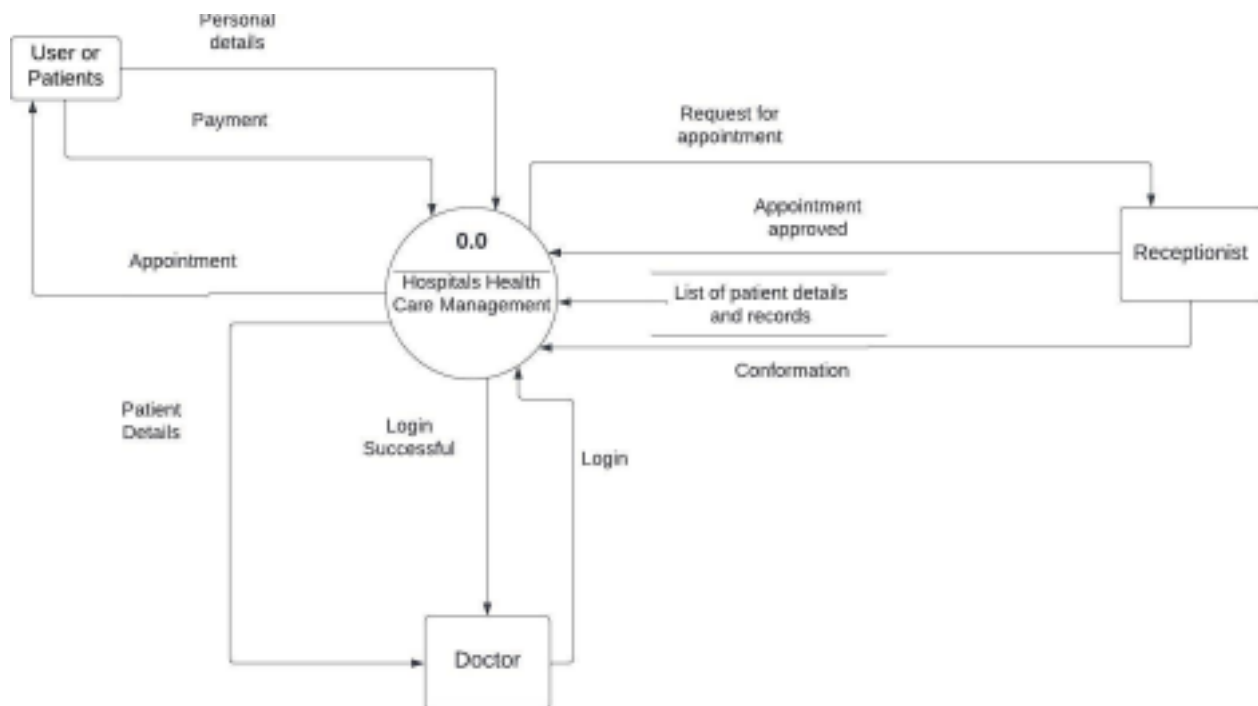 Personal
details
User or
Patients
Payment
Request for
appointment
Appointment
approved
0.0
Receptionist
Appointment
Hospitals Health
Care Management
List of patient details
and records
Conformation
Patient
Details
Login
Successful
Login
Doctor